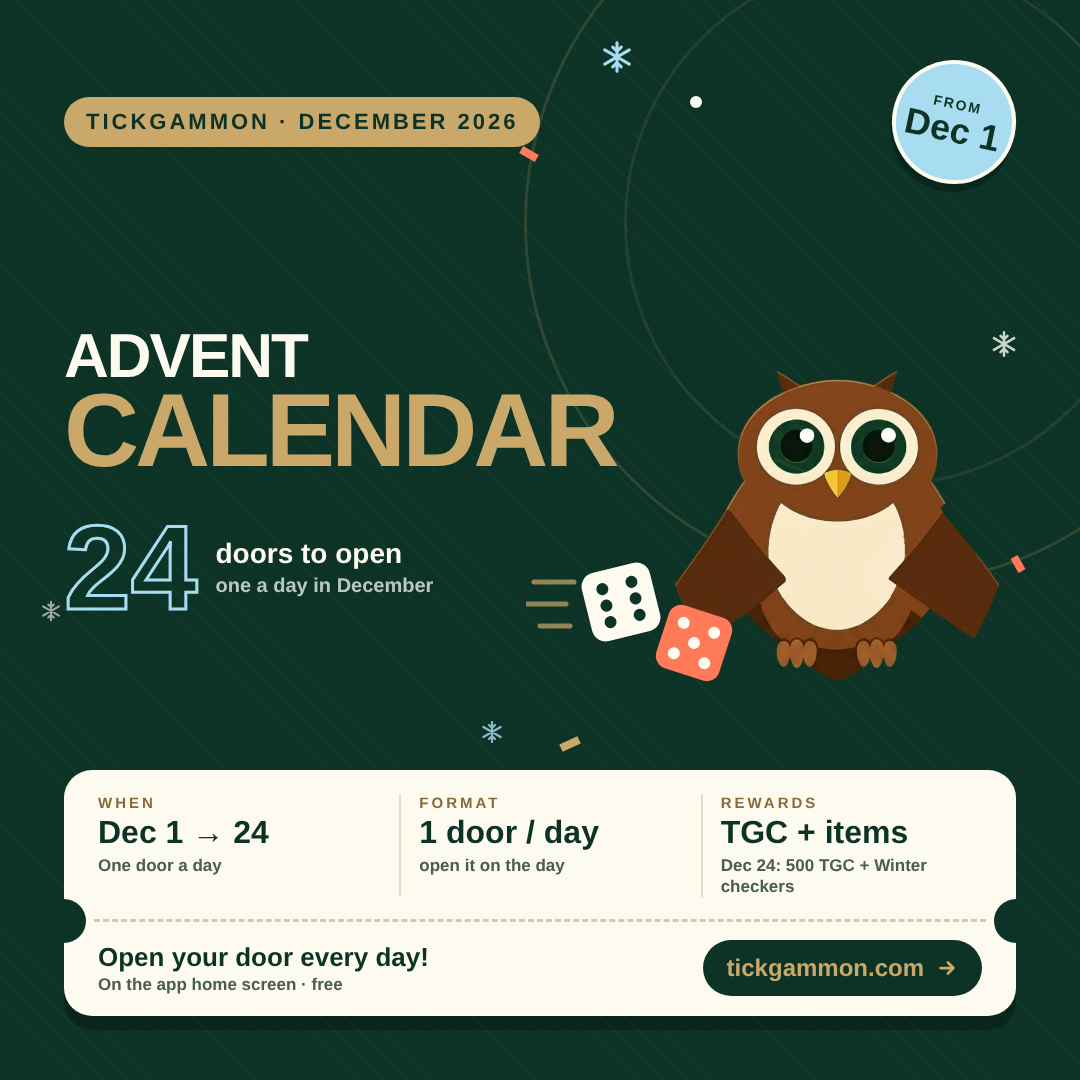 TICKGAMMON · DECEMBER 2026
FROM
Dec 1
ADVENT
CALENDAR
24
doors to open
one a day in December
WHEN
Dec 1 → 24
One door a day
FORMAT
1 door / day
open it on the day
REWARDS
TGC + items
Dec 24: 500 TGC + Winter
checkers
Open your door every day!
On the app home screen · free
tickgammon.com →